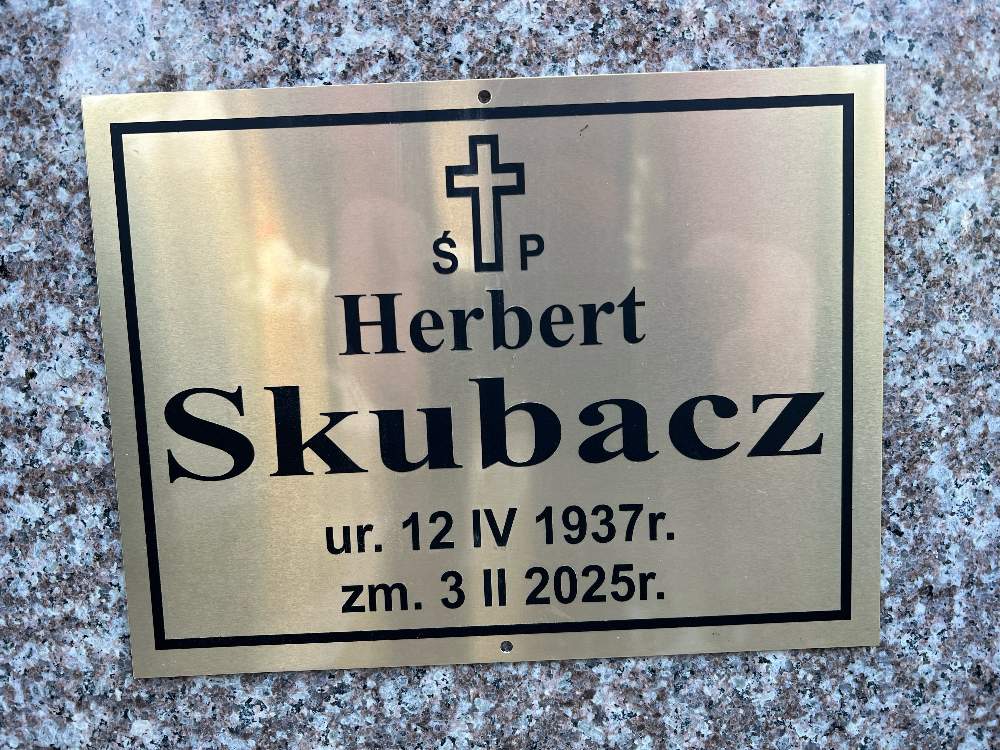 Ś P
Herbert
Skubacz
ur. 12 IV 1937r.
zm. 3 II 2025r.